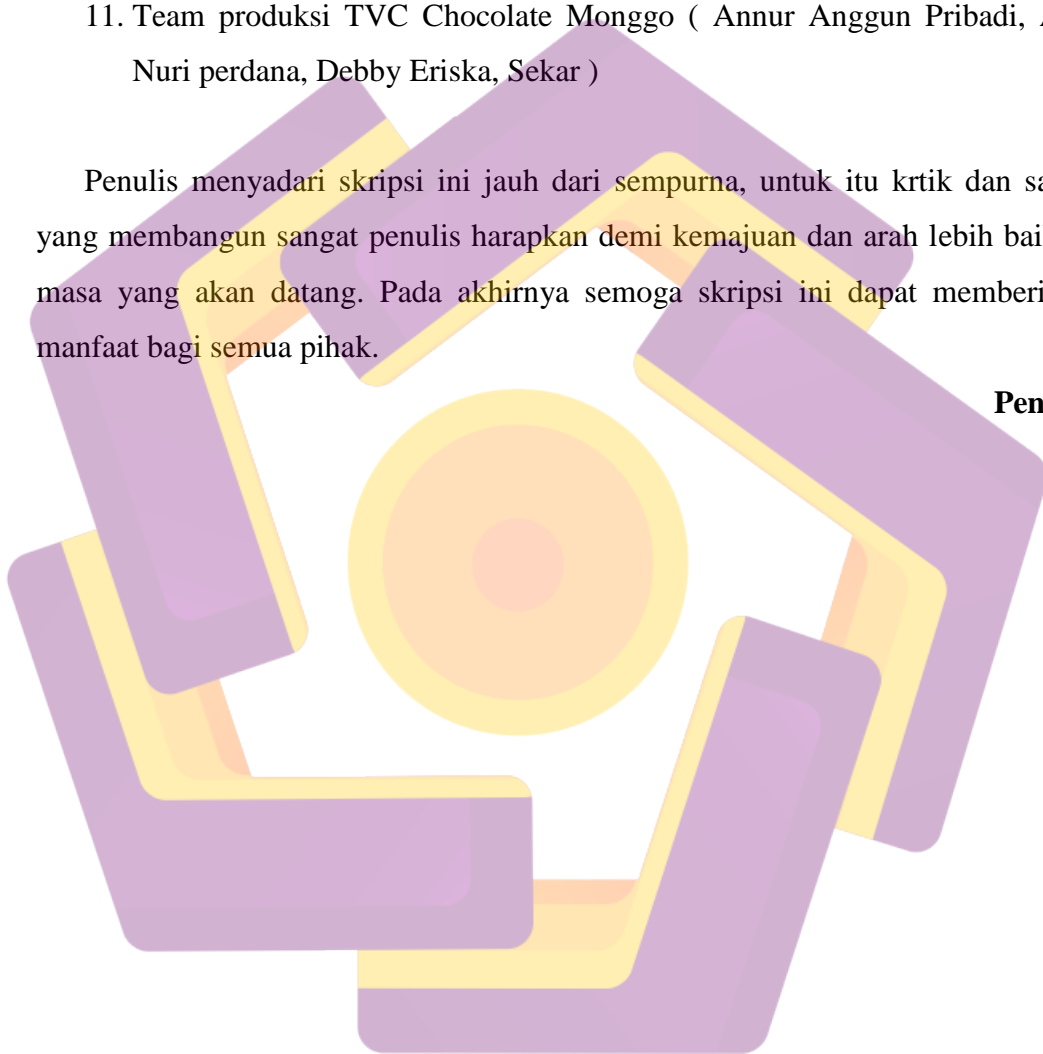 11. Team produksi TVC Chocolate Monggo ( Annur Anggun Pribadi,
Nuri perdana, Debby Eriska, Sekar )
Penulis menyadari skripsi ini jauh dari sempurna, untuk itu krtik dan
yang membangun sangat penulis harapkan demi kemajuan dan arah lebih
masa yang akan datang. Pada akhirnya semoga skripsi ini dapat
manfaat bagi semua pihak.